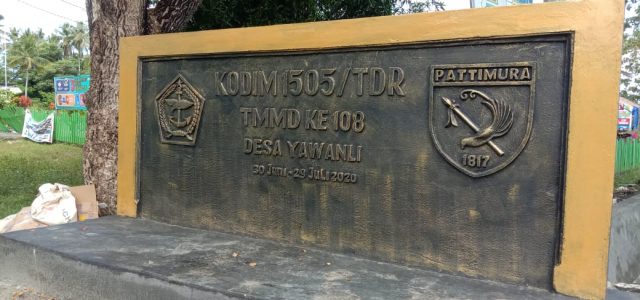 KODIM 1505/TDR
TMMD KE 108
DESA YAWANLI
30 Juni - 29 Juli 2020
PATTIMURA
1817